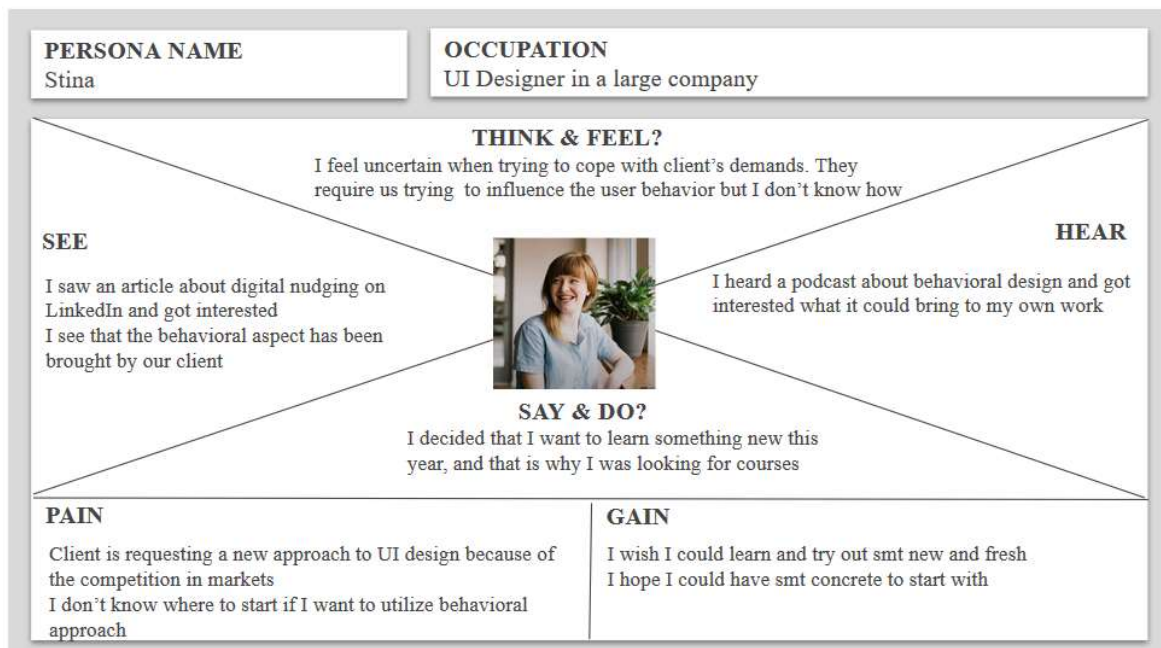 PERSONA NAME
Stina
OCCUPATION
UI Designer in a large company
THINK & FEEL?
I feel uncertain when trying to cope with client’s demands. They
require us trying  to influence the user behavior but I don’t know how
SEE
I saw an article about digital nudging on
LinkedIn and got interested
I see that the behavioral aspect has been
brought by our client
HEAR
I heard a podcast about behavioral design and got
interested what it could bring to my own work
SAY & DO?
I decided that I want to learn something new this
year, and that is why I was looking for courses
PAIN
Client is requesting a new approach to UI design because of
the competition in markets
I don’t know where to start if I want to utilize behavioral
approach
GAIN
I wish I could learn and try out smt new and fresh
I hope I could have smt concrete to start with